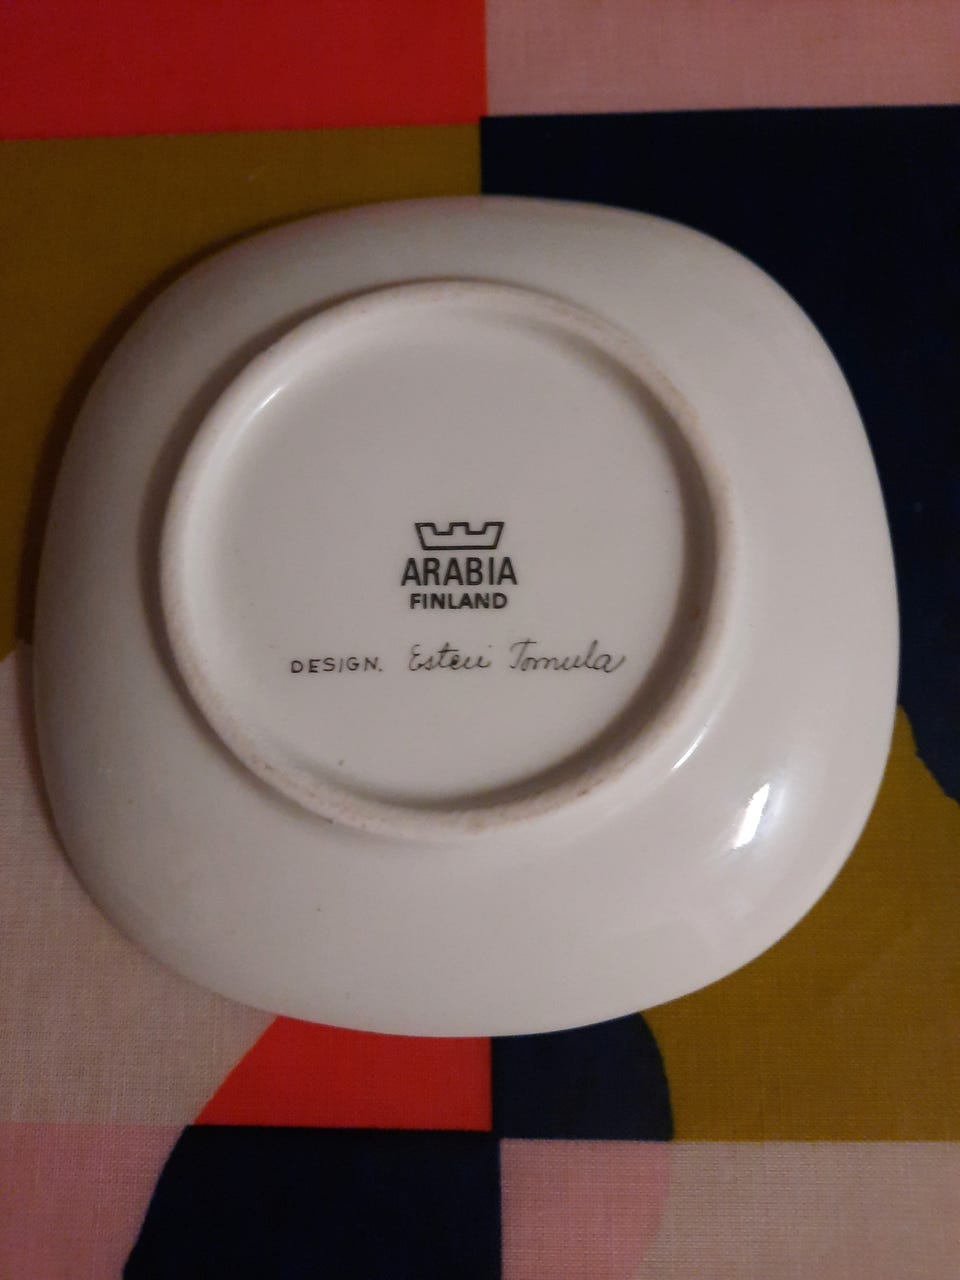 ARABIA
FINLAND
DESIGN. Esteri Tomula